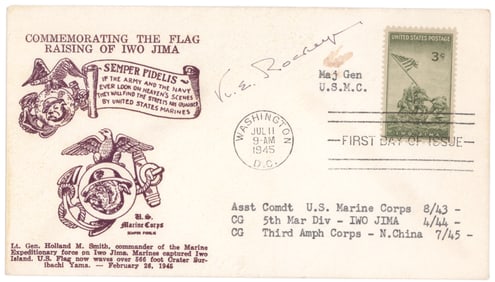 COMMEMORATING THE FLAG
RAISING OF IWO JIMA
SEMPER FIDELIS
IF THE ARMY AND THE NAVY
EVER LOOK ON HEAVEN'S SCENES
THEY WILL FIND THE STREETS ARE GUARDED
BY UNITED STATES MARINES
U. S.
Marine Corps
SEMPER FIDELIS
Lt. Gen. Holland M. Smith, commander of the Marine
Expeditionary force on Iwo Jima. Marines captured Iwo
Island. U.S. Flag now waves over 566 foot Crater Sur-
ibachi Yama. — February 26, 1945
K. E. Rockey
Maj Gen
U.S.M.C.
UNITED STATES POSTAGE
3¢
WASHINGTON
JUL 11
9-AM
1945
D.C.
FIRST DAY OF ISSUE
Asst Comdt U.S. Marine Corps 8/43 -
CG 5th Mar Div - IWO JIMA 4/44 -
CG Third Amph Corps - N.China 7/45 -